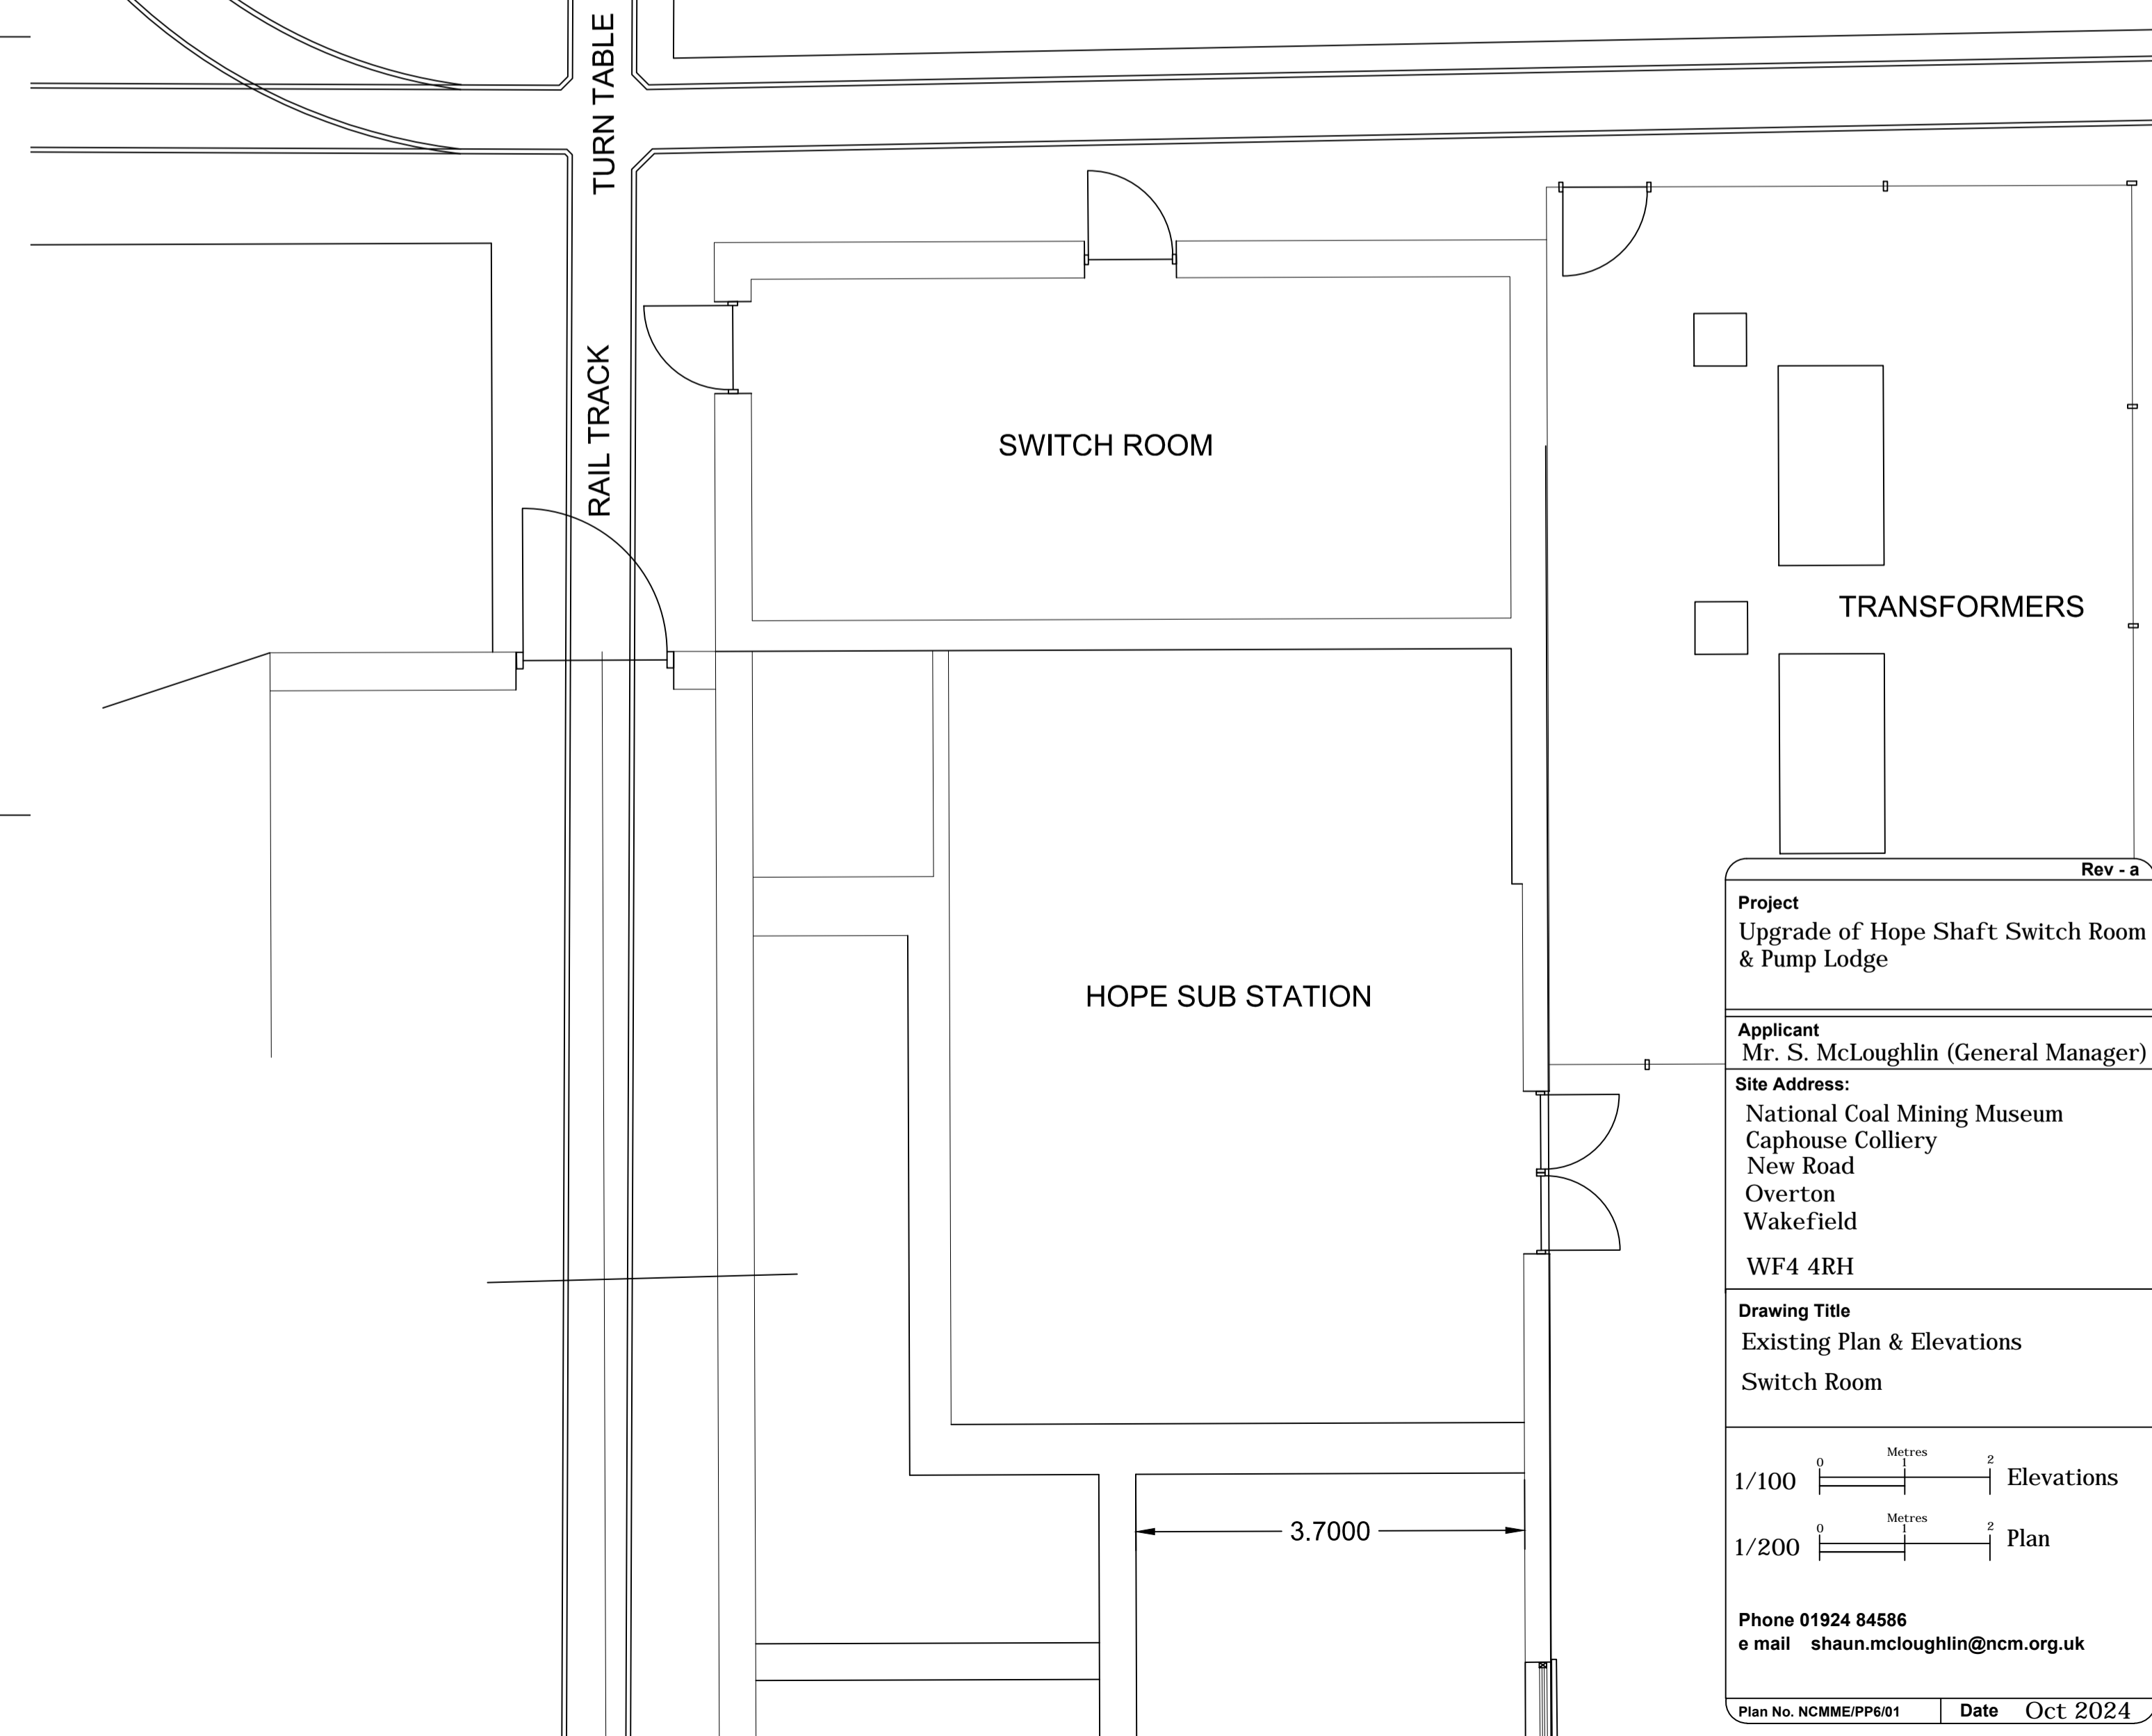 TURN TABLE
RAIL TRACK
SWITCH ROOM
TRANSFORMERS
HOPE SUB STATION
3.7000
Rev - a
Project
Upgrade of Hope Shaft Switch Room
& Pump Lodge
Applicant
Mr. S. McLoughlin (General Manager)
Site Address:
National Coal Mining Museum
Caphouse Colliery
New Road
Overton
Wakefield
WF4 4RH
Drawing Title
Existing Plan & Elevations
Switch Room
Metres
0 1 2
1/100 Elevations
Metres
0 1 2
1/200 Plan
Phone 01924 84586
e mail shaun.mcloughlin@ncm.org.uk
Plan No. NCMME/PP6/01 Date Oct 2024